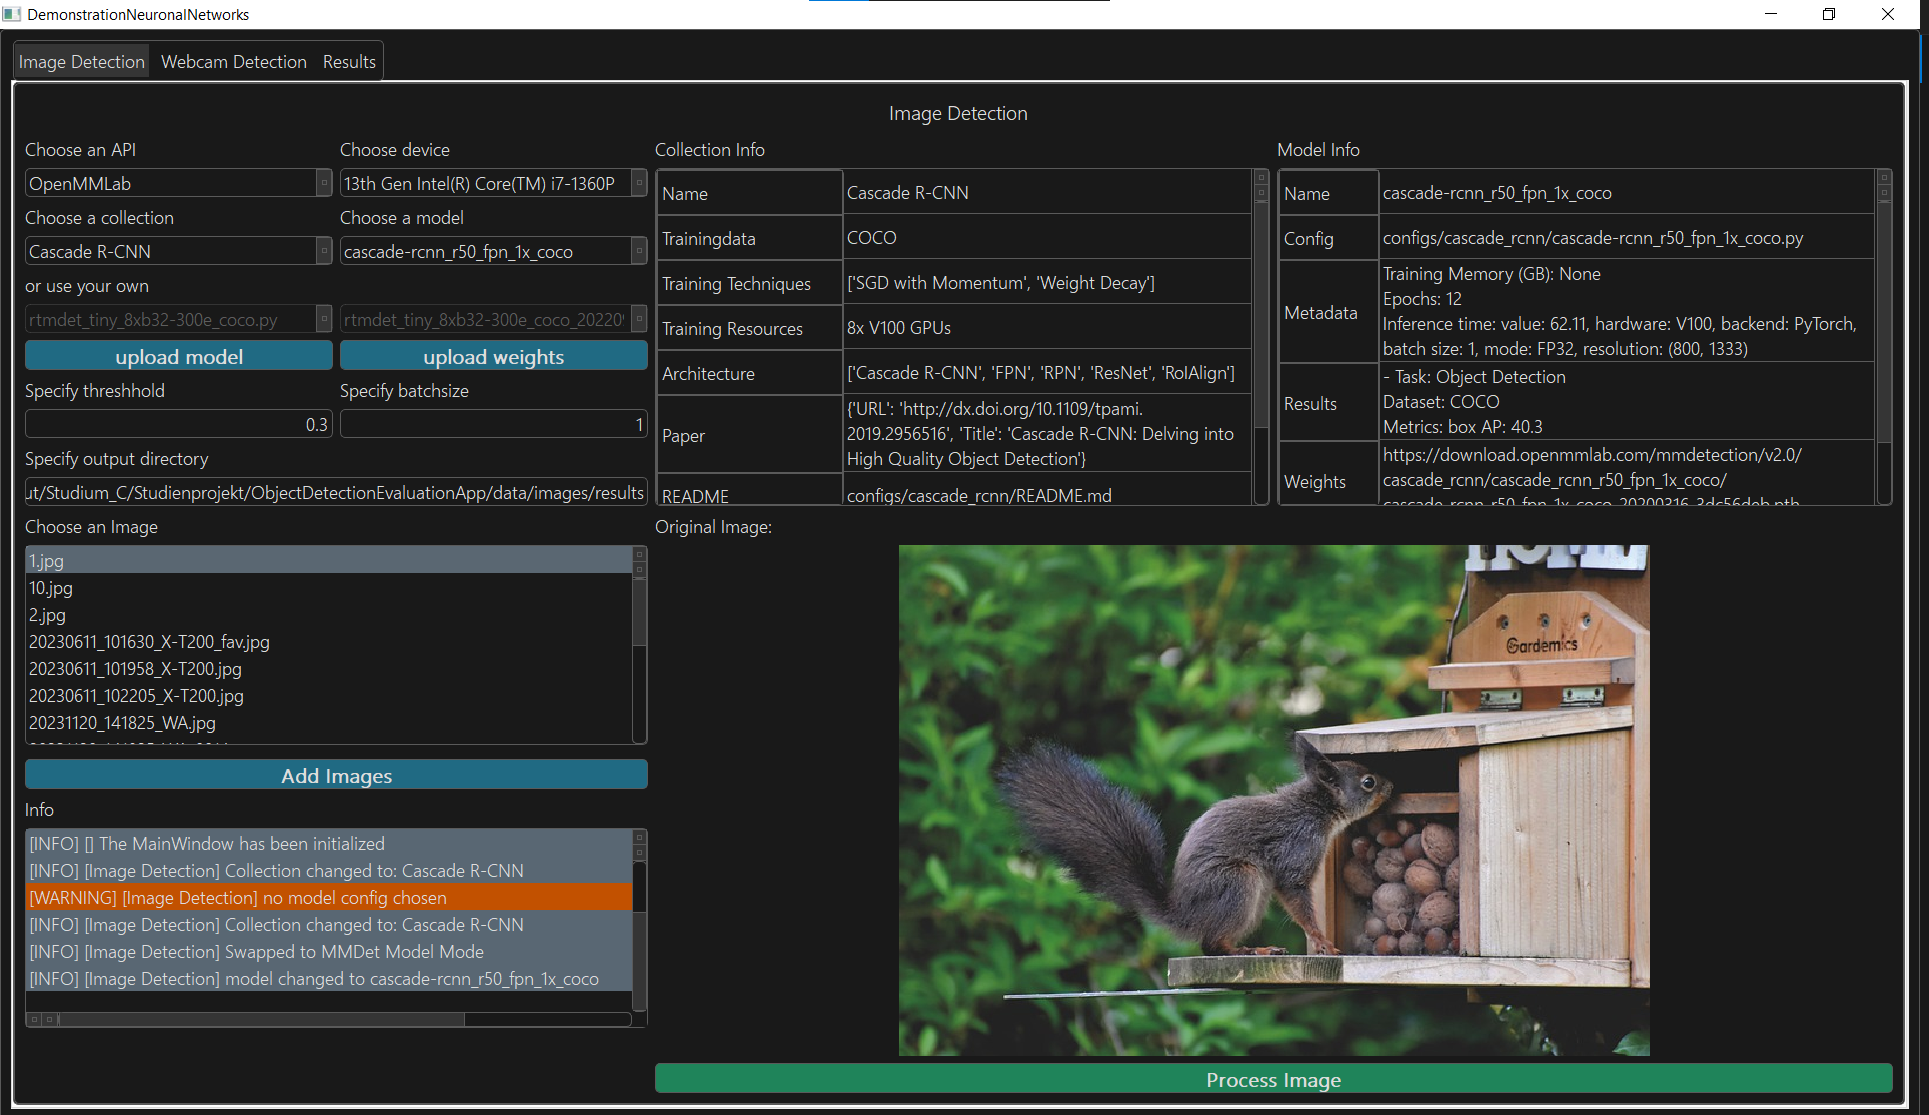 DemonstrationNeuronalNetworks
Image Detection
Webcam Detection
Results
Image Detection
Choose an API
Choose device
OpenMMLab
13th Gen Intel(R) Core(TM) i7-1360P
Choose a collection
Choose a model
Cascade R-CNN
cascade-rcnn_r50_fpn_1x_coco
or use your own
rtmdet_tiny_8xb32-300e_coco.py
rtmdet_tiny_8xb32-300e_coco_20220
upload model
upload weights
Specify threshhold
Specify batchsize
0.3
1
Specify output directory
ut/Studium_C/Studienprojekt/ObjectDetectionEvaluationApp/data/images/results
Choose an Image
1.jpg
10.jpg
2.jpg
20230611_101630_X-T200_fav.jpg
20230611_101958_X-T200.jpg
20230611_102205_X-T200.jpg
20231120_141825_WA.jpg
Add Images
Info
[INFO] [] The MainWindow has been initialized
[INFO] [Image Detection] Collection changed to: Cascade R-CNN
[WARNING] [Image Detection] no model config chosen
[INFO] [Image Detection] Collection changed to: Cascade R-CNN
[INFO] [Image Detection] Swapped to MMDet Model Mode
[INFO] [Image Detection] model changed to cascade-rcnn_r50_fpn_1x_coco
Collection Info
Name
Cascade R-CNN
Trainingdata
COCO
Training Techniques
['SGD with Momentum', 'Weight Decay']
Training Resources
8x V100 GPUs
Architecture
['Cascade R-CNN', 'FPN', 'RPN', 'ResNet', 'RoIAlign']
Paper
{'URL': 'http://dx.doi.org/10.1109/tpami.
2019.2956516', 'Title': 'Cascade R-CNN: Delving into
High Quality Object Detection'}
README
configs/cascade_rcnn/README.md
Model Info
Name
cascade-rcnn_r50_fpn_1x_coco
Config
configs/cascade_rcnn/cascade-rcnn_r50_fpn_1x_coco.py
Metadata
Training Memory (GB): None
Epochs: 12
Inference time: value: 62.11, hardware: V100, backend: PyTorch,
batch size: 1, mode: FP32, resolution: (800, 1333)
Results
- Task: Object Detection
Dataset: COCO
Metrics: box AP: 40.3
Weights
https://download.openmmlab.com/mmdetection/v2.0/
cascade_rcnn/cascade_rcnn_r50_fpn_1x_coco/
cascade_rcnn_r50_fpn_1x_coco_20200316-3dc56deb.pth
Original Image:
HOME
Gardemics
Process Image